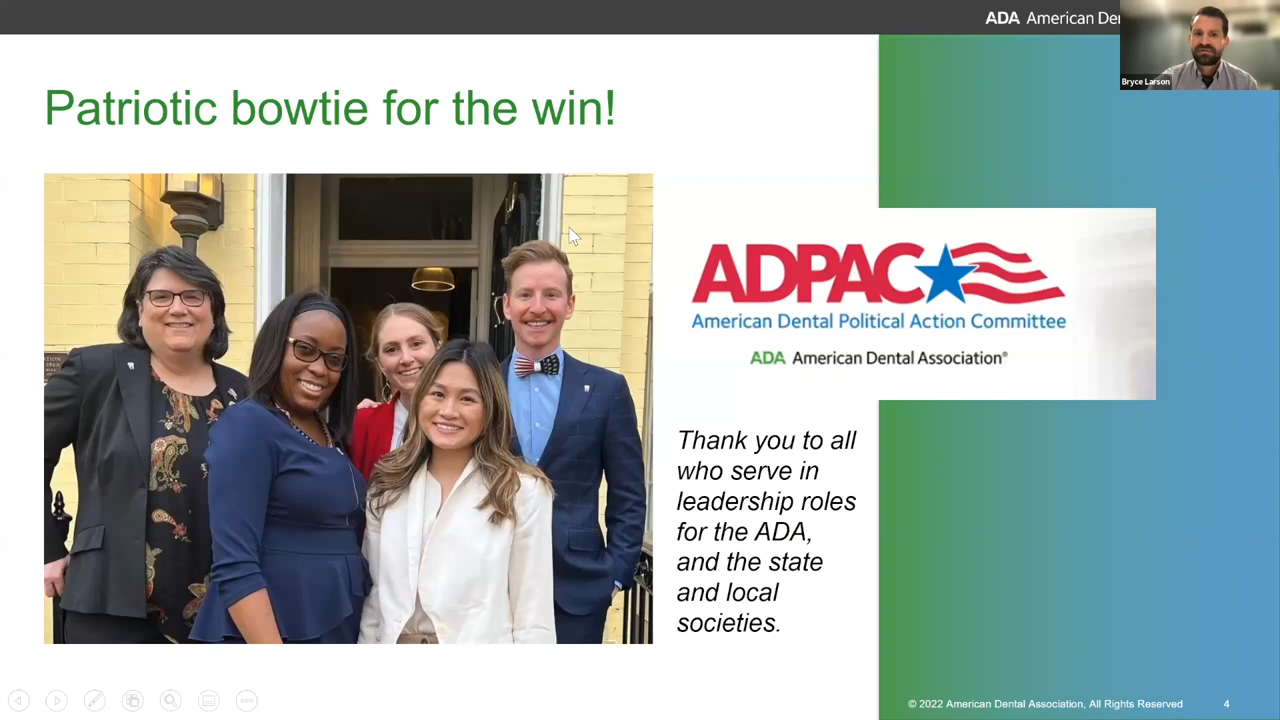 ADA American
Bryce Larson
Patriotic bowtie for the win!
ADPAC
American Dental Political Action Committee
ADA American Dental Association®
Thank you to all
who serve in
leadership roles
for the ADA,
and the state
and local
societies.
© 2022 American Dental Association, All Rights Reserved 4